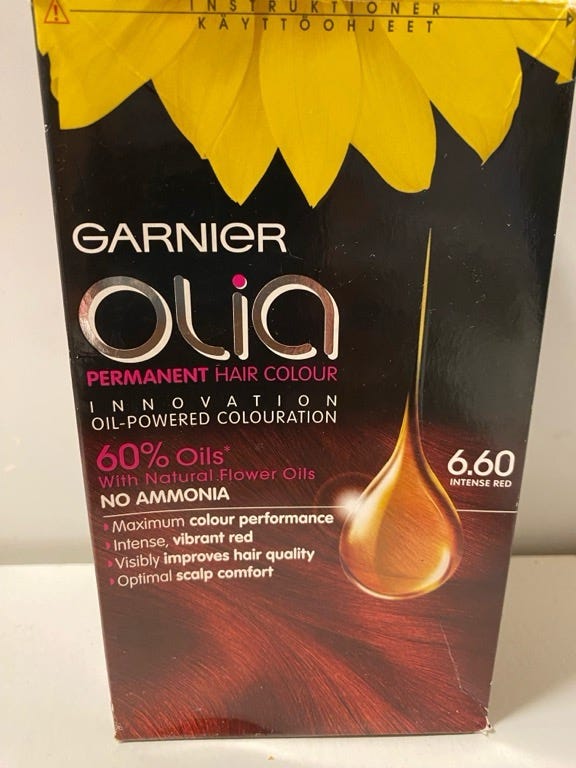 INSTRUKTIONER
KÄYTTÖOHJEET
GARNIER
OLIA
PERMANENT HAIR COLOUR
INNOVATION
OIL-POWERED COLOURATION
60% Oils*
With Natural Flower Oils
NO AMMONIA
6.60
INTENSE RED
Maximum colour performance
Intense, vibrant red
Visibly improves hair quality
Optimal scalp comfort